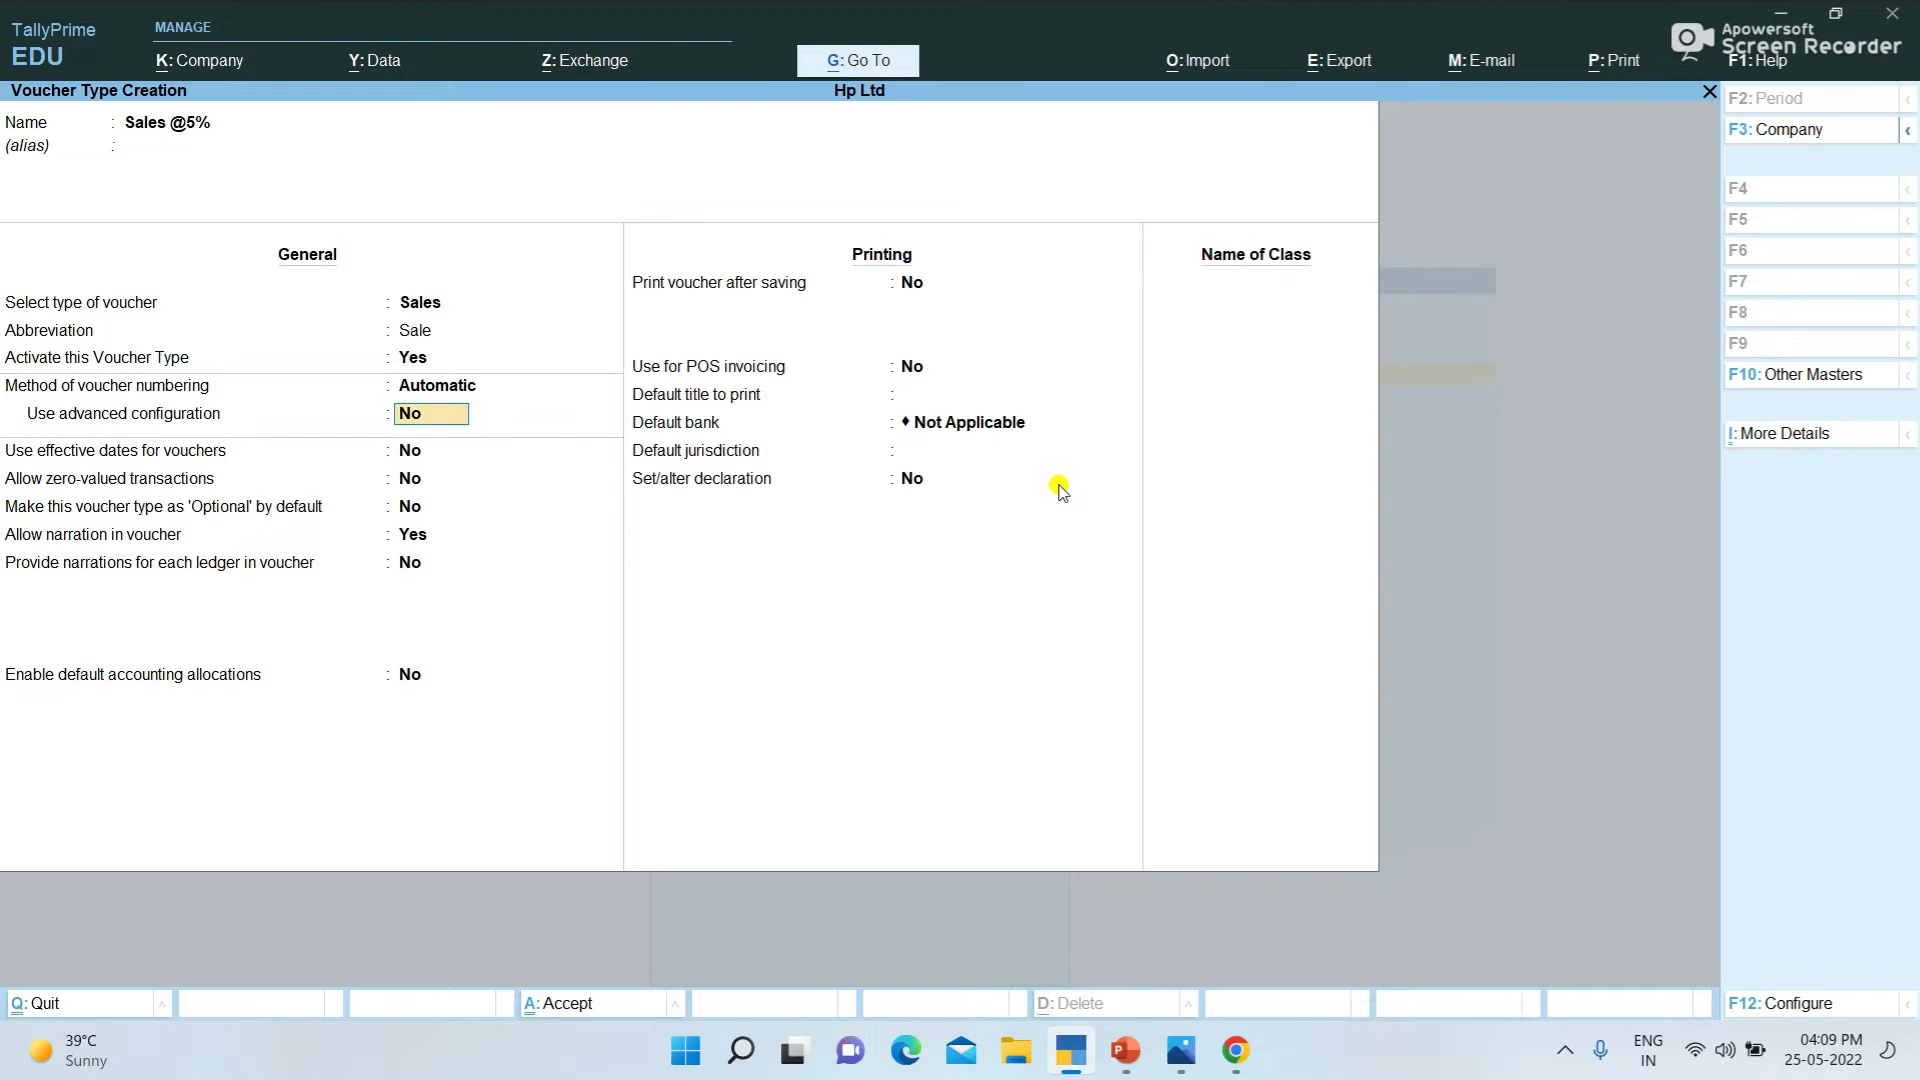 TallyPrime
EDU
MANAGE
K: Company
Y: Data
Z: Exchange
G: Go To
O: Import
E: Export
M: E-mail
P: Print
F1: Help
Apowersoft
Screen Recorder
Voucher Type Creation
Hp Ltd
Name : Sales @5%
(alias) :
General
Select type of voucher : Sales
Abbreviation : Sale
Activate this Voucher Type : Yes
Method of voucher numbering : Automatic
Use advanced configuration : No
Use effective dates for vouchers : No
Allow zero-valued transactions : No
Make this voucher type as 'Optional' by default : No
Allow narration in voucher : Yes
Provide narrations for each ledger in voucher : No
Enable default accounting allocations : No
Printing
Print voucher after saving : No
Use for POS invoicing : No
Default title to print :
Default bank : ♦ Not Applicable
Default jurisdiction :
Set/alter declaration : No
Name of Class
F2: Period
F3: Company
F4
F5
F6
F7
F8
F9
F10: Other Masters
I: More Details
F12: Configure
Q: Quit
A: Accept
D: Delete
39°C
Sunny
ENG
IN
04:09 PM
25-05-2022